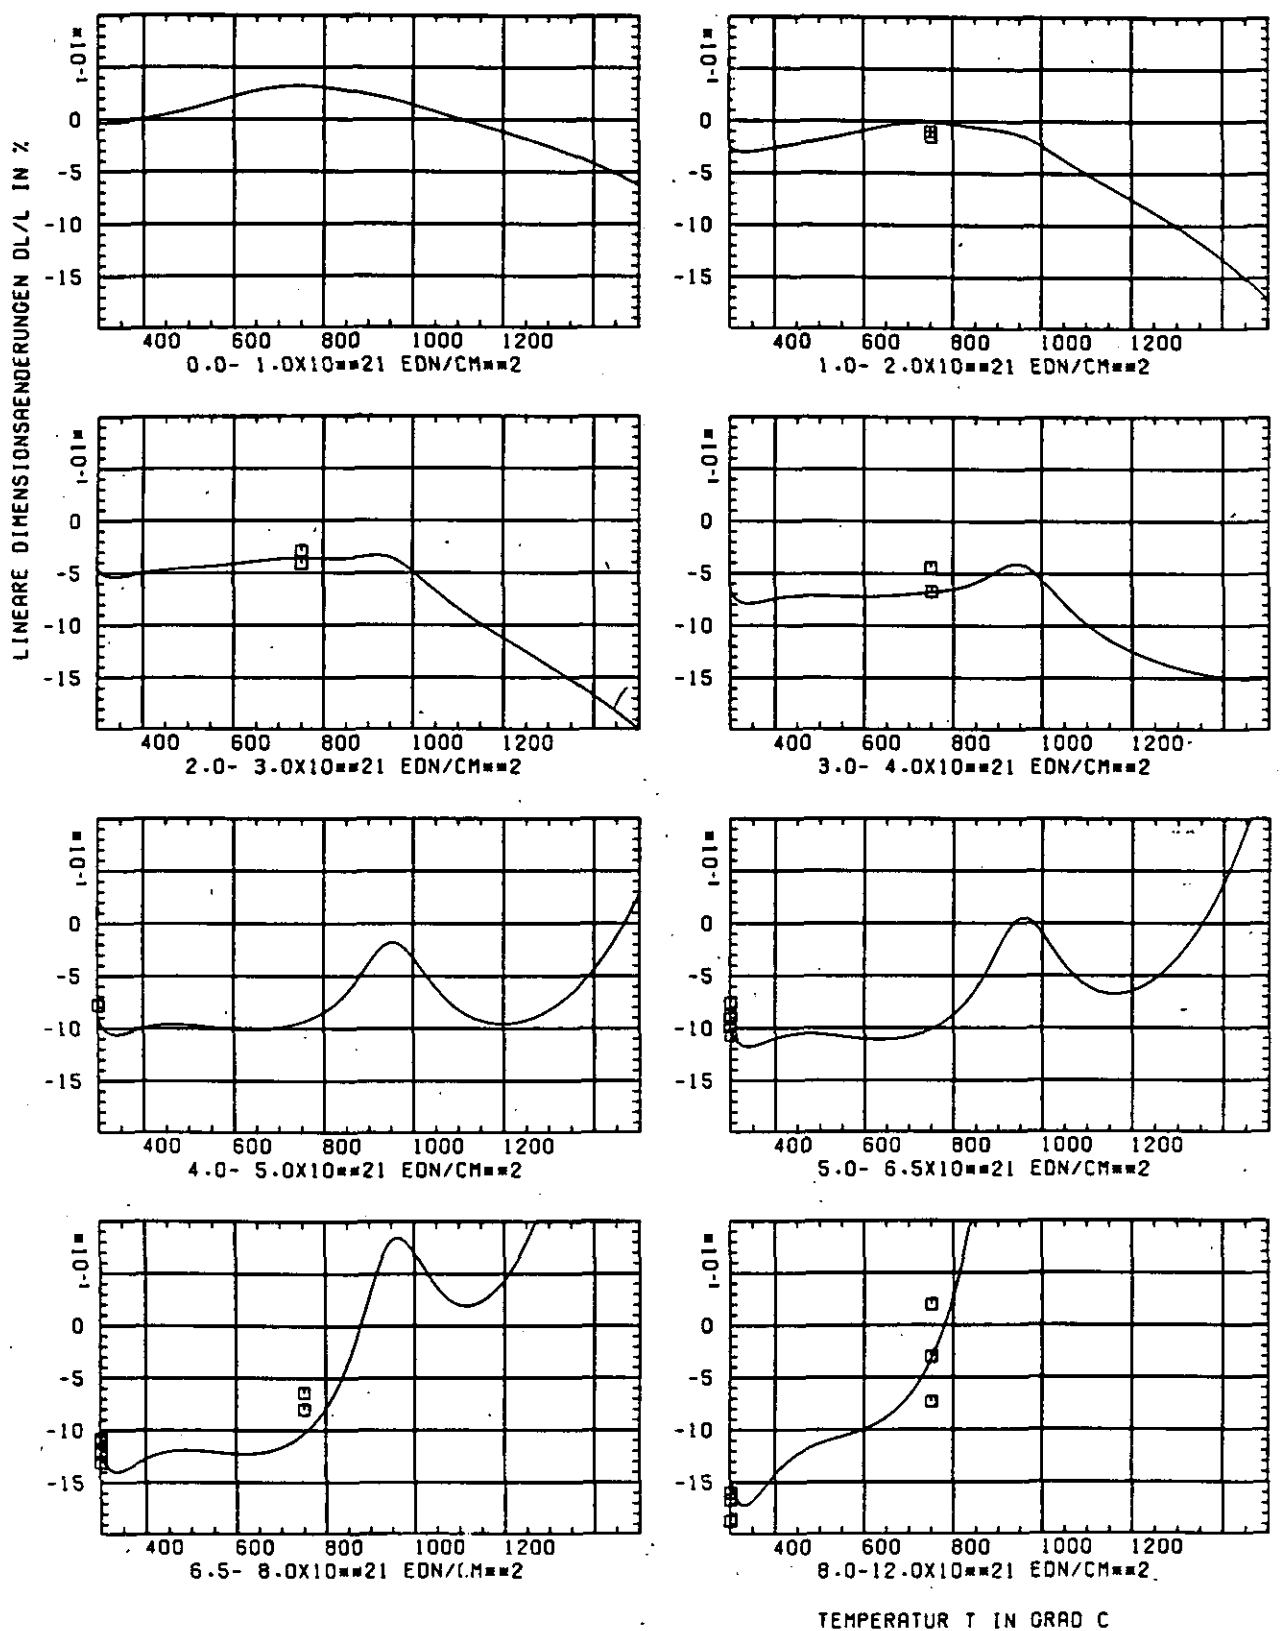 LINEARE DIMENSIONSAENDERUNGEN DL/L IN %
*10-1
0
-5
-10
-15
400 600 800 1000 1200
0.0- 1.0X10**21 EDN/CM**2
*10-1
0
-5
-10
-15
400 600 800 1000 1200
1.0- 2.0X10**21 EDN/CM**2
*10-1
0
-5
-10
-15
400 600 800 1000 1200
2.0- 3.0X10**21 EDN/CM**2
*10-1
0
-5
-10
-15
400 600 800 1000 1200
3.0- 4.0X10**21 EDN/CM**2
*10-1
0
-5
-10
-15
400 600 800 1000 1200
4.0- 5.0X10**21 EDN/CM**2
*10-1
0
-5
-10
-15
400 600 800 1000 1200
5.0- 6.5X10**21 EDN/CM**2
*10-1
0
-5
-10
-15
400 600 800 1000 1200
6.5- 8.0X10**21 EDN/CM**2
*10-1
0
-5
-10
-15
400 600 800 1000 1200
8.0-12.0X10**21 EDN/CM**2
TEMPERATUR T IN GRAD C